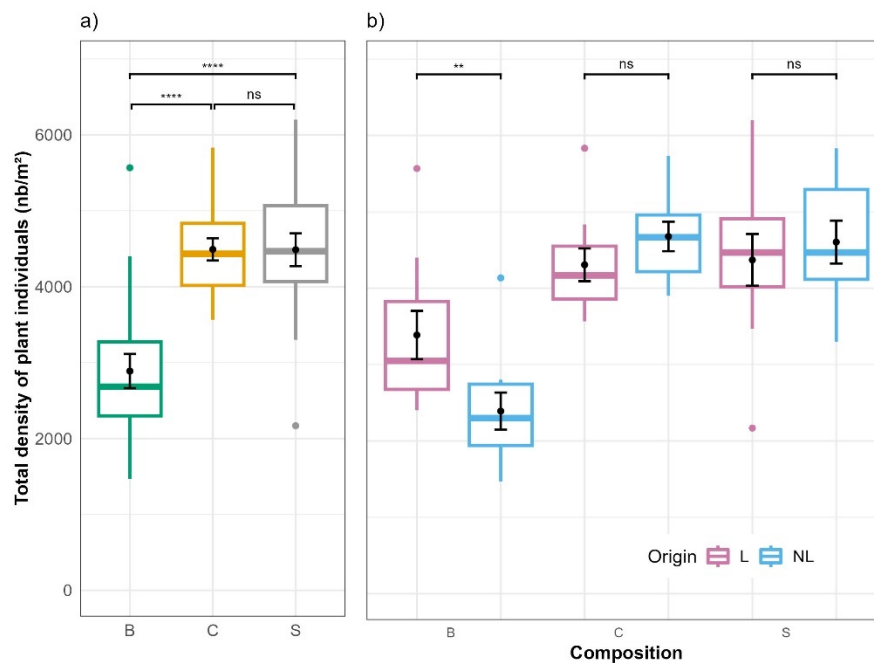 a)
b)
****
****
ns
**
ns
ns
Total density of plant individuals (nb/m²)
6000
4000
2000
0
B
C
S
Origin L NL
B
C
S
Composition